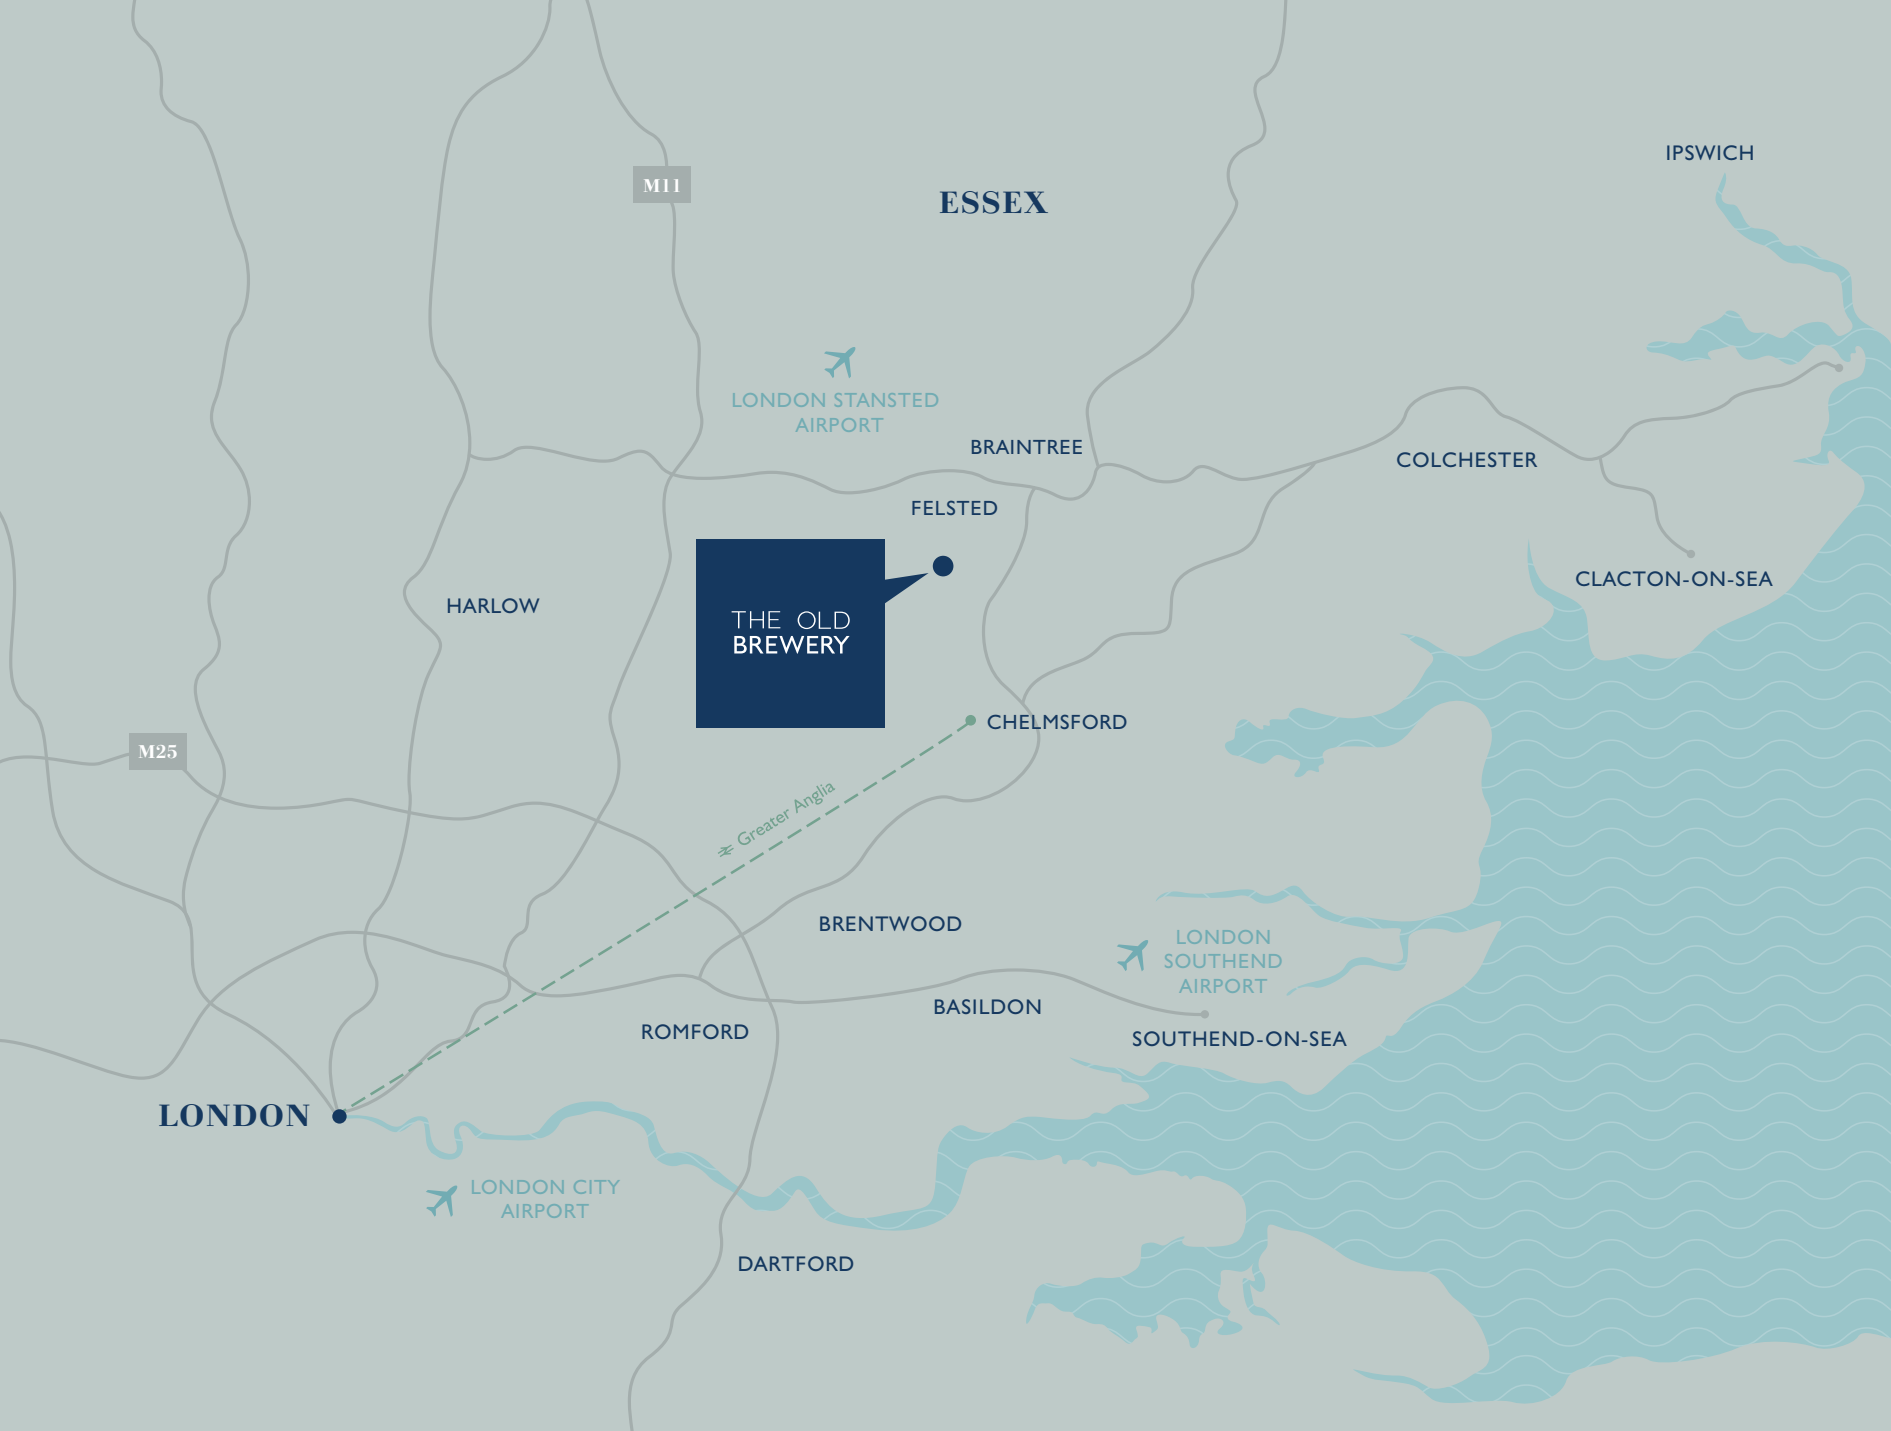 IPSWICH
M11
ESSEX
LONDON STANSTED
AIRPORT
BRAINTREE
COLCHESTER
FELSTED
CLACTON-ON-SEA
HARLOW
THE OLD
BREWERY
CHELMSFORD
M25
Greater Anglia
BRENTWOOD
LONDON
SOUTHEND
AIRPORT
BASILDON
ROMFORD
SOUTHEND-ON-SEA
LONDON
LONDON CITY
AIRPORT
DARTFORD